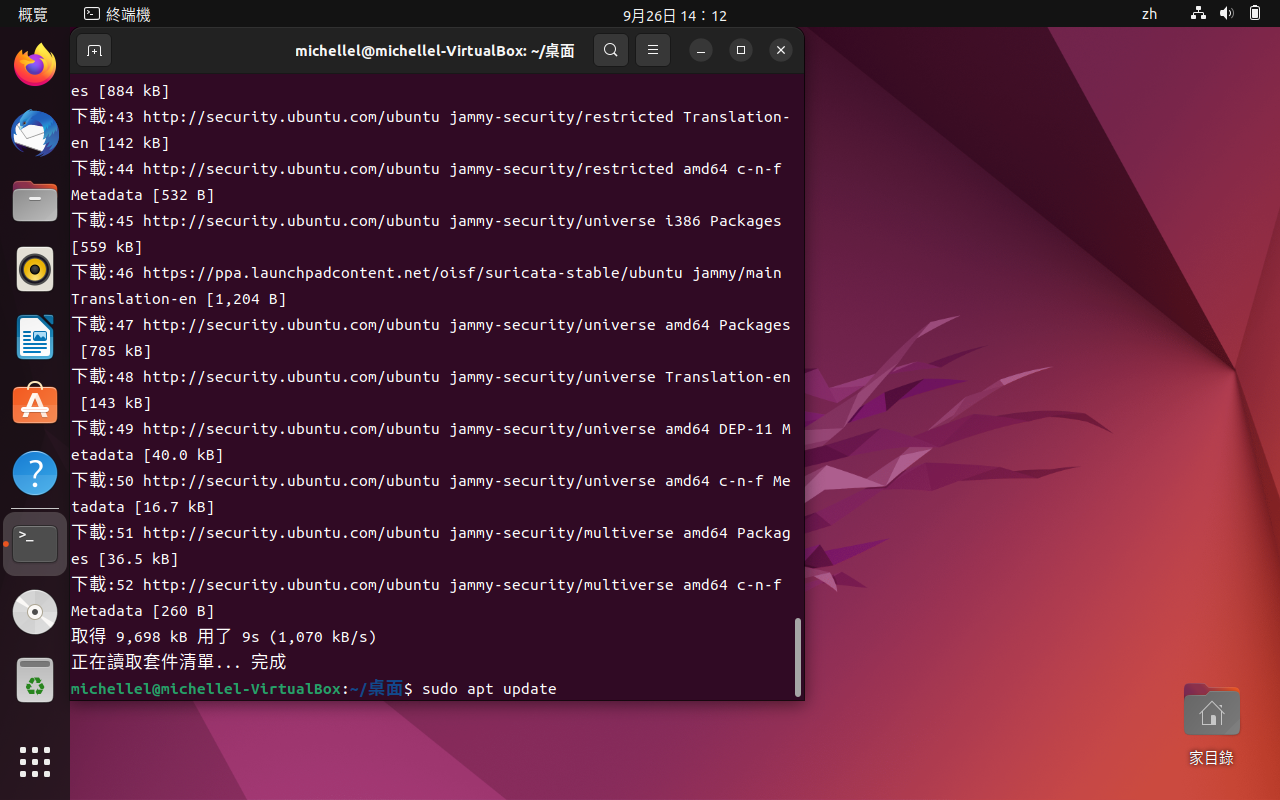 概覽
終端機
9月26日 14：12
zh
michellel@michellel-VirtualBox: ~/桌面
es [884 kB]
下載:43 http://security.ubuntu.com/ubuntu jammy-security/restricted Translation-
en [142 kB]
下載:44 http://security.ubuntu.com/ubuntu jammy-security/restricted amd64 c-n-f
Metadata [532 B]
下載:45 http://security.ubuntu.com/ubuntu jammy-security/universe i386 Packages
[559 kB]
下載:46 https://ppa.launchpadcontent.net/oisf/suricata-stable/ubuntu jammy/main
Translation-en [1,204 B]
下載:47 http://security.ubuntu.com/ubuntu jammy-security/universe amd64 Packages
[785 kB]
下載:48 http://security.ubuntu.com/ubuntu jammy-security/universe Translation-en
[143 kB]
下載:49 http://security.ubuntu.com/ubuntu jammy-security/universe amd64 DEP-11 M
etadata [40.0 kB]
下載:50 http://security.ubuntu.com/ubuntu jammy-security/universe amd64 c-n-f Me
tadata [16.7 kB]
下載:51 http://security.ubuntu.com/ubuntu jammy-security/multiverse amd64 Packag
es [36.5 kB]
下載:52 http://security.ubuntu.com/ubuntu jammy-security/multiverse amd64 c-n-f
Metadata [260 B]
取得 9,698 kB 用了 9s (1,070 kB/s)
正在讀取套件清單... 完成
michellel@michellel-VirtualBox:~/桌面$ sudo apt update
家目錄